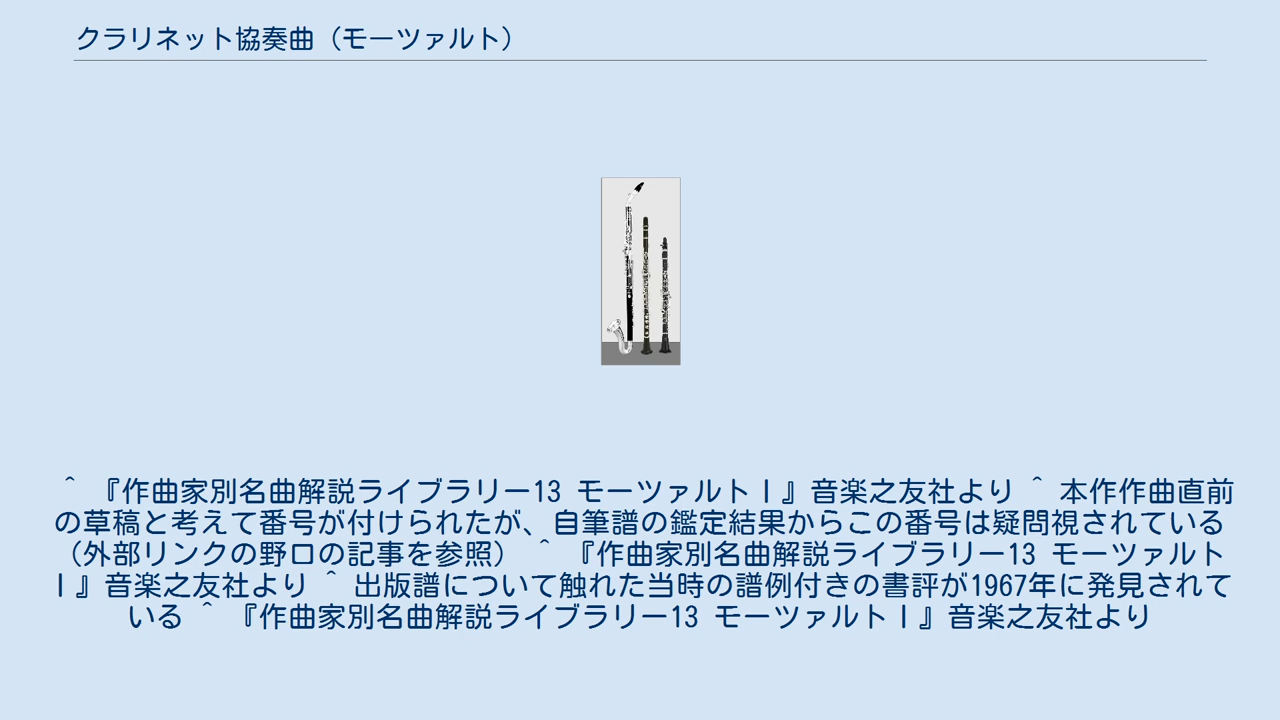 クラリネット協奏曲（モーツァルト）
^ 『作曲家別名曲解説ライブラリー13 モーツァルトⅠ』音楽之友社より ^ 本作作曲直前
の草稿と考えて番号が付けられたが、自筆譜の鑑定結果からこの番号は疑問視されている
（外部リンクの野口の記事を参照） ^ 『作曲家別名曲解説ライブラリー13 モーツァルト
Ⅰ』音楽之友社より ^ 出版譜について触れた当時の譜例付きの書評が1967年に発見されて
いる ^ 『作曲家別名曲解説ライブラリー13 モーツァルトⅠ』音楽之友社より